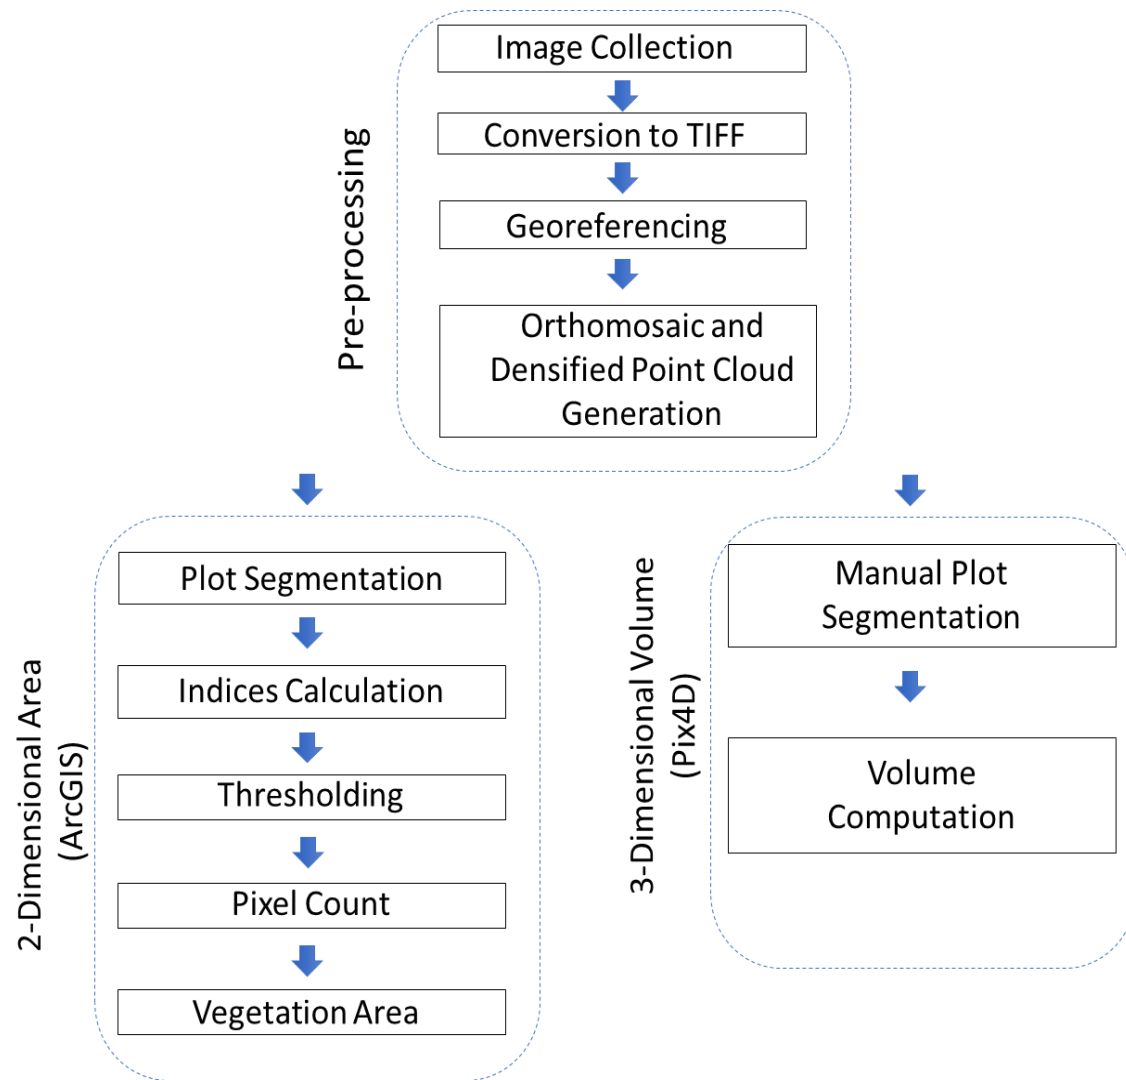 Pre-processing
Image Collection
Conversion to TIFF
Georeferencing
Orthomosaic and
Densified Point Cloud
Generation
2-Dimensional Area
(ArcGIS)
Plot Segmentation
Indices Calculation
Thresholding
Pixel Count
Vegetation Area
3-Dimensional Volume
(Pix4D)
Manual Plot
Segmentation
Volume
Computation